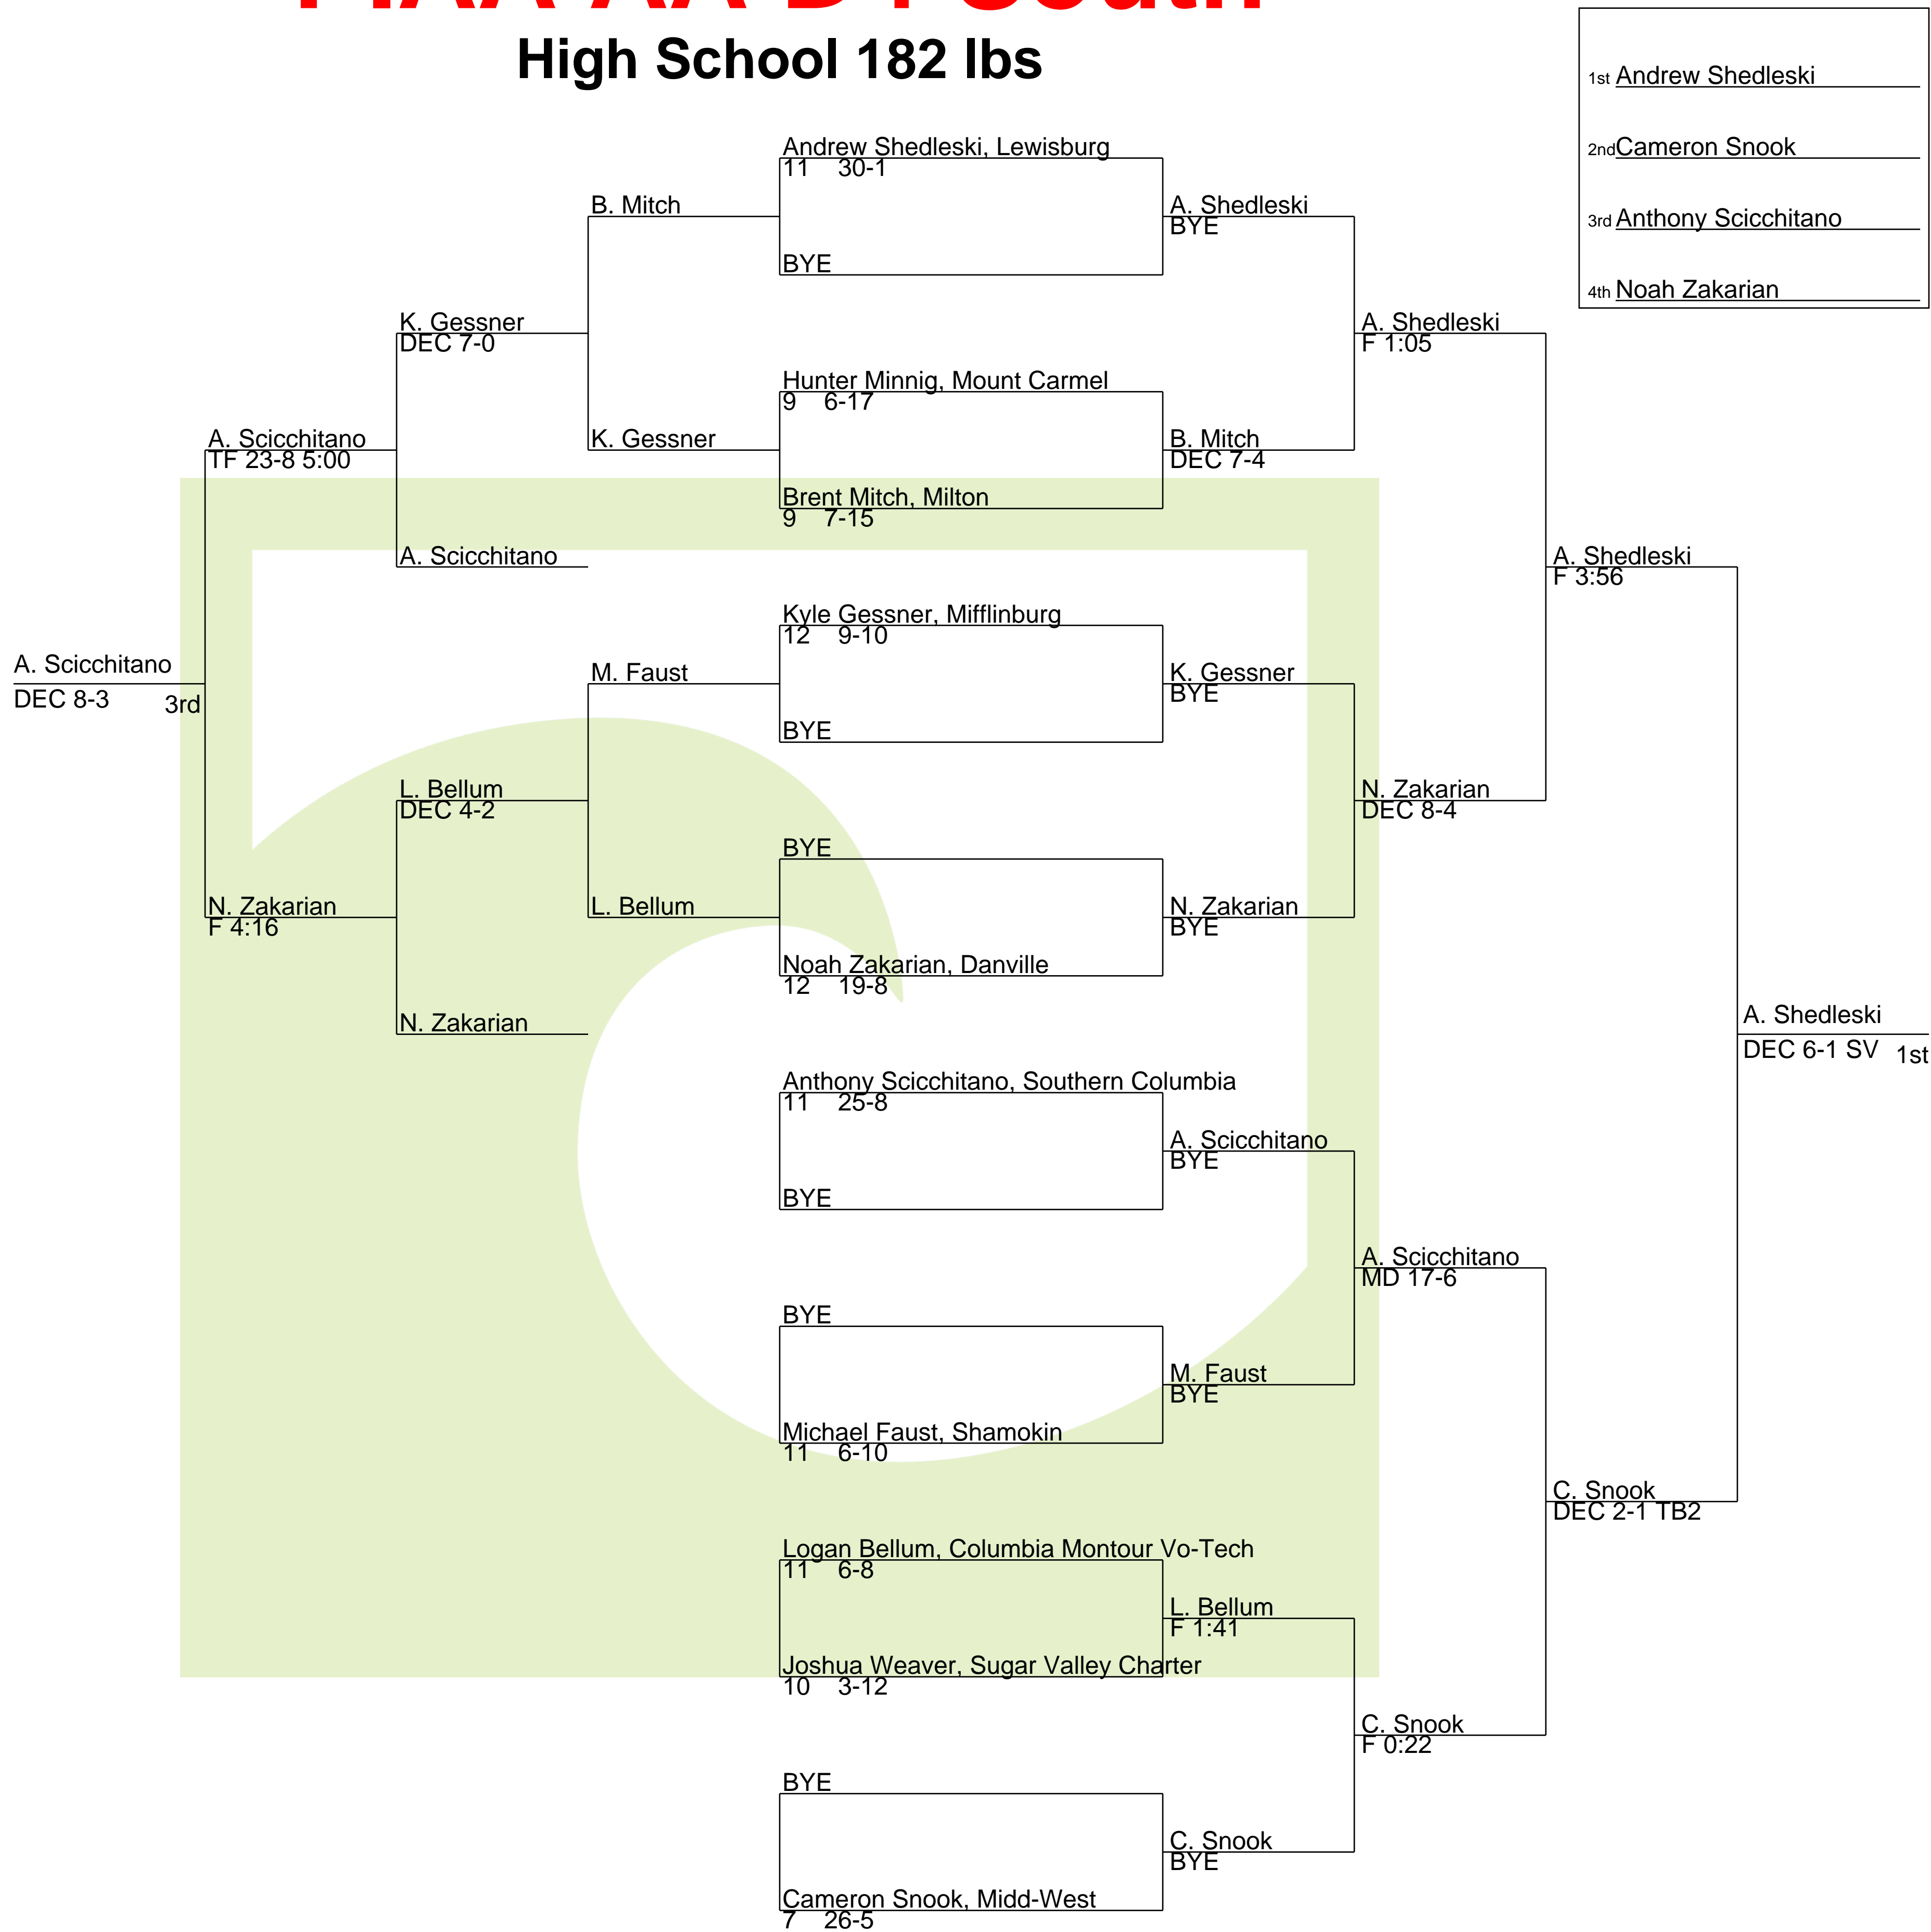 High School 182 lbs
1st Andrew Shedleski
2nd Cameron Snook
3rd Anthony Scicchitano
4th Noah Zakarian
Andrew Shedleski, Lewisburg
11 30-1
BYE
Hunter Minnig, Mount Carmel
9 6-17
Brent Mitch, Milton
9 7-15
Kyle Gessner, Mifflinburg
12 9-10
BYE
BYE
Noah Zakarian, Danville
12 19-8
Anthony Scicchitano, Southern Columbia
11 25-8
BYE
BYE
Michael Faust, Shamokin
11 6-10
Logan Bellum, Columbia Montour Vo-Tech
11 6-8
Joshua Weaver, Sugar Valley Charter
10 3-12
BYE
Cameron Snook, Midd-West
7 26-5
A. Shedleski
BYE
B. Mitch
DEC 7-4
K. Gessner
BYE
N. Zakarian
BYE
A. Scicchitano
BYE
M. Faust
BYE
L. Bellum
F 1:41
C. Snook
BYE
A. Shedleski
F 1:05
N. Zakarian
DEC 8-4
A. Scicchitano
MD 17-6
C. Snook
F 0:22
A. Shedleski
F 3:56
C. Snook
DEC 2-1 TB2
A. Shedleski
DEC 6-1 SV 1st
B. Mitch
K. Gessner
M. Faust
L. Bellum
K. Gessner
DEC 7-0
A. Scicchitano
L. Bellum
DEC 4-2
N. Zakarian
A. Scicchitano
TF 23-8 5:00
N. Zakarian
F 4:16
A. Scicchitano
DEC 8-3 3rd